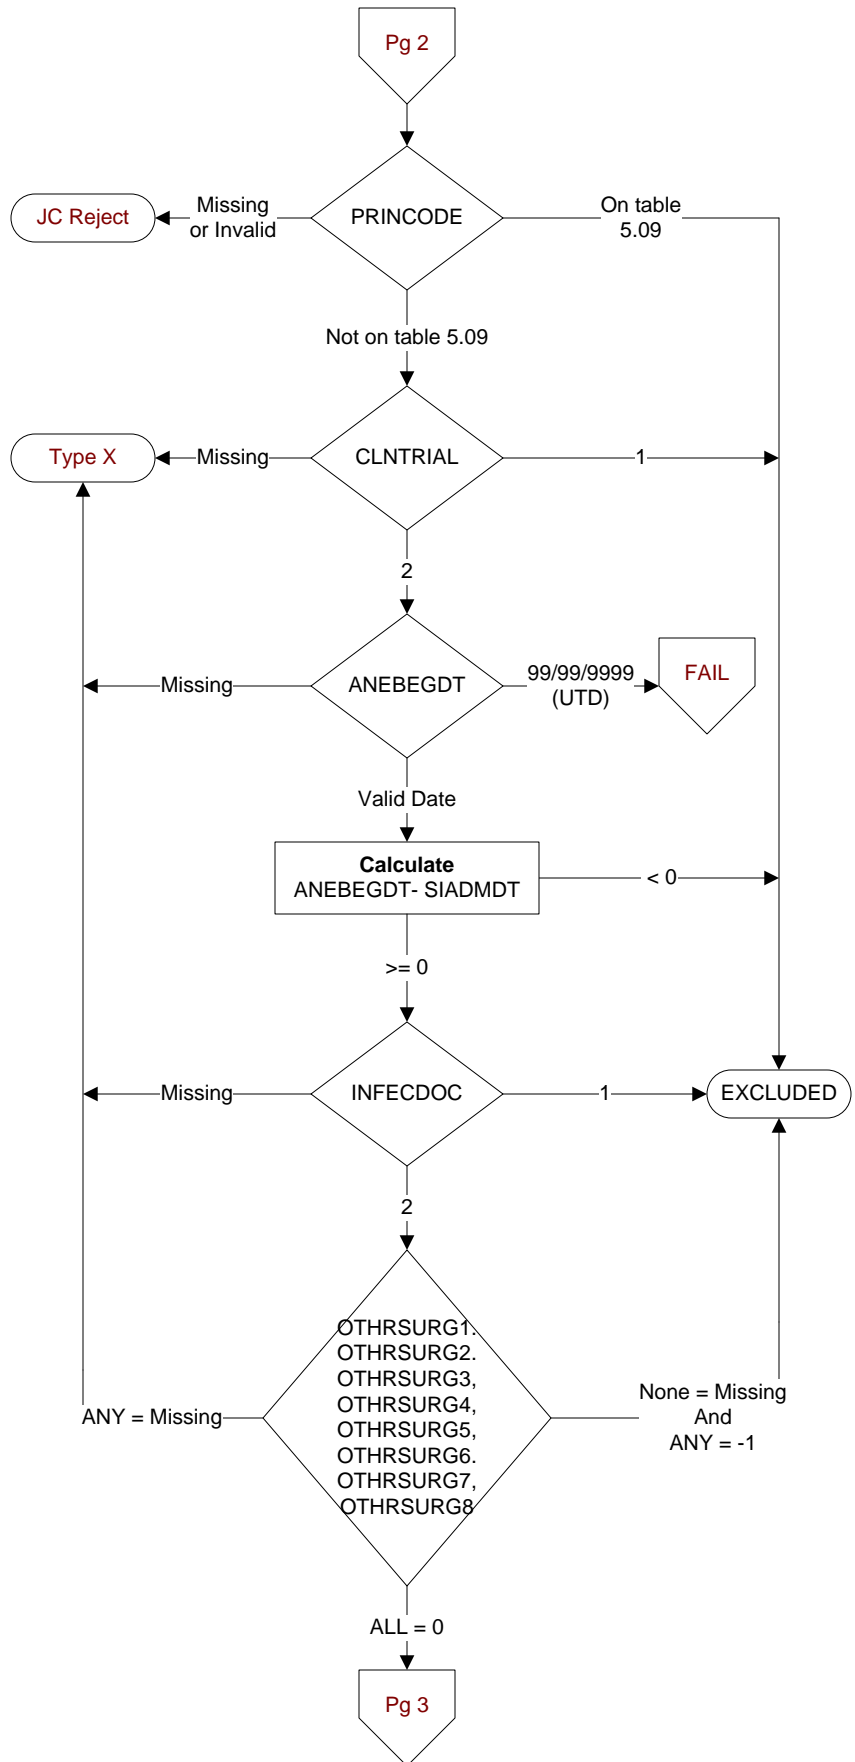 Pg 2
PRINCODE
JC Reject
Missing
or Invalid
On table
5.09
Not on table 5.09
Type X
Missing
CLNTRIAL
1
2
Missing
ANEBEGDT
99/99/9999
(UTD)
FAIL
Valid Date
Calculate
ANEBEGDT- SIADMDT
< 0
>= 0
Missing
INFECDOC
1
EXCLUDED
2
OTHRSURG1.
OTHRSURG2.
OTHRSURG3,
OTHRSURG4,
OTHRSURG5,
OTHRSURG6.
OTHRSURG7,
OTHRSURG8
ANY = Missing
None = Missing
And
ANY = -1
ALL = 0
Pg 3